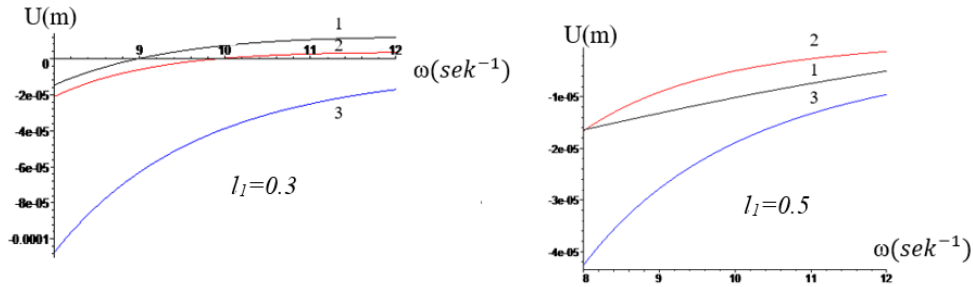 U(m)
1
9
10
2
11
12
0
ω(sek⁻¹)
-2e-05
3
-4e-05
-6e-05
l₁=0.3
-8e-05
-0.0001
U(m)
2
1
-1e-05
3
-2e-05
-3e-05
l₁=0.5
-4e-05
ω(sek⁻¹)
8
9
10
11
12